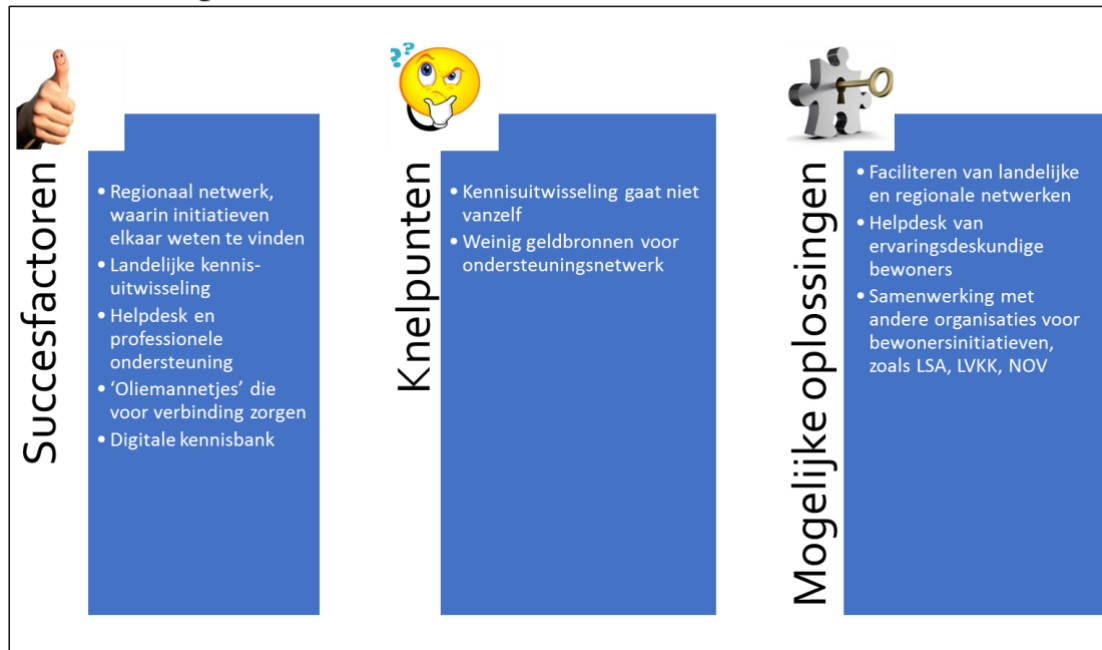 Succesfactoren
• Regionaal netwerk,
waarin initiatieven
elkaar weten te vinden
• Landelijke kennis-
uitwisseling
• Helpdesk en
professionele
ondersteuning
• ‘Oliemannetjes’ die
voor verbinding zorgen
• Digitale kennisbank
??
Knelpunten
• Kennisuitwisseling gaat niet
vanzelf
• Weinig geldbronnen voor
ondersteuningsnetwerk
Mogelijke oplossingen
• Faciliteren van landelijke
en regionale netwerken
• Helpdesk van
ervaringsdeskundige
bewoners
• Samenwerking met
andere organisaties voor
bewonersinitiatieven,
zoals LSA, LVKK, NOV